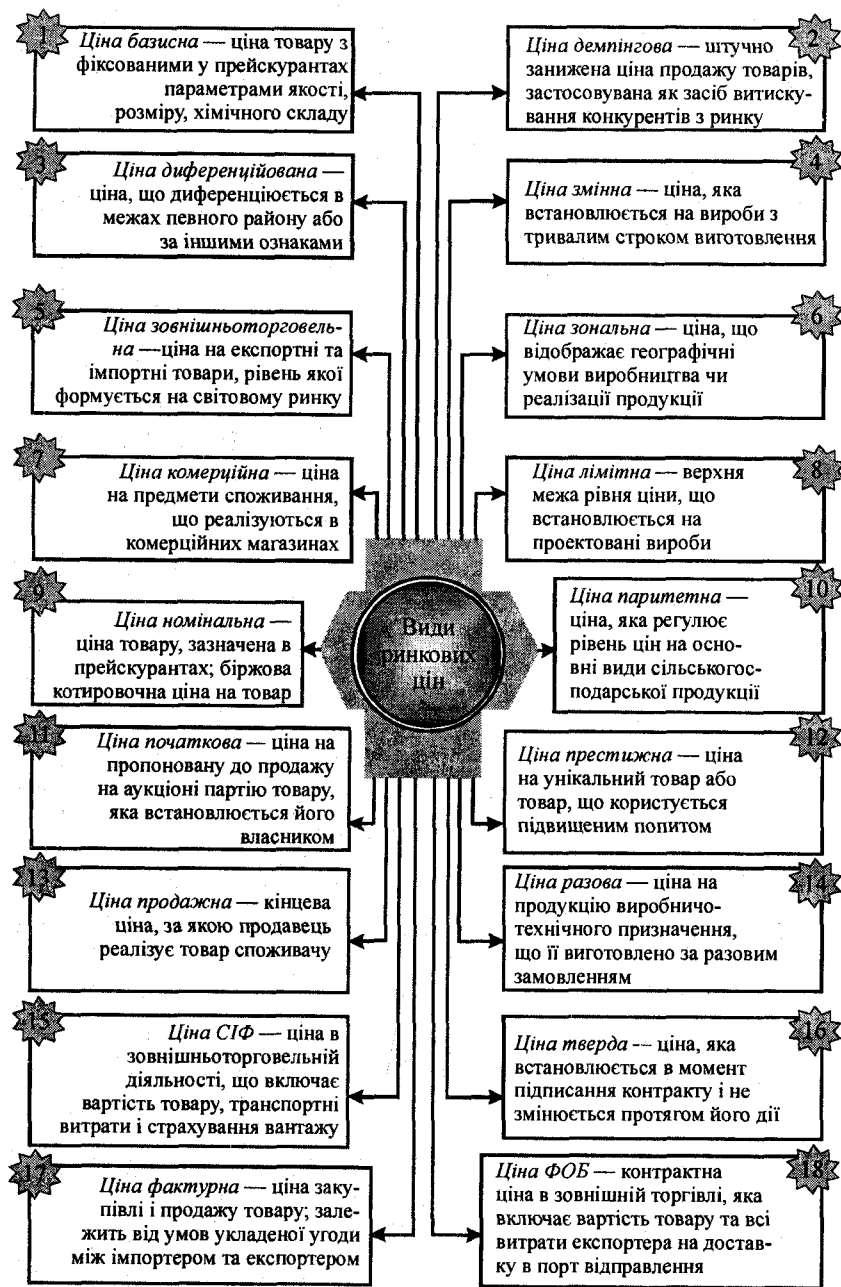 1
Ціна базисна — ціна товару з
фіксованими у прейскурантах
параметрами якості,
розміру, хімічного складу
2
Ціна демпінгова — штучно
занижена ціна продажу товарів,
застосовувана як засіб витиску-
вання конкурентів з ринку
3
Ціна диференційована —
ціна, що диференціюється в
межах певного району або
за іншими ознаками
4
Ціна змінна — ціна, яка
встановлюється на вироби з
тривалим строком виготовлення
5
Ціна зовнішньоторговель-
на —ціна на експортні та
імпортні товари, рівень якої
формується на світовому ринку
6
Ціна зональна — ціна, що
відображає географічні
умови виробництва чи
реалізації продукції
7
Ціна комерційна — ціна
на предмети споживання,
що реалізуються в
комерційних магазинах
8
Ціна лімітна — верхня
межа рівня ціни, що
встановлюється на
проектовані вироби
9
Ціна номінальна —
ціна товару, зазначена в
прейскурантах; біржова
котировочна ціна на товар
Види
ринкових
цін
10
Ціна паритетна —
ціна, яка регулює
рівень цін на осно-
вні види сільськогос-
подарської продукції
11
Ціна початкова — ціна на
пропоновану до продажу
на аукціоні партію товару,
яка встановлюється його
власником
12
Ціна престижна — ціна
на унікальний товар або
товар, що користується
підвищеним попитом
13
Ціна продажна — кінцева
ціна, за якою продавець
реалізує товар споживачу
14
Ціна разова — ціна на
продукцію виробничо-
технічного призначення,
що її виготовлено за разовим
замовленням
15
Ціна СІФ — ціна в
зовнішньоторговельній
діяльності, що включає
вартість товару, транспортні
витрати і страхування вантажу
16
Ціна тверда — ціна, яка
встановлюється в момент
підписання контракту і не
змінюється протягом його дії
17
Ціна фактурна — ціна заку-
півлі і продажу товару; зале-
жить від умов укладеної угоди
між імпортером та експортером
18
Ціна ФОБ — контрактна
ціна в зовнішній торгівлі, яка
включає вартість товару та всі
витрати експортера на достав-
ку в порт відправлення